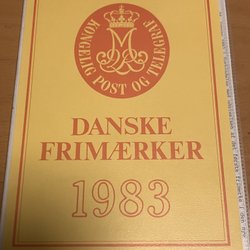 KONGELIG POST OG TELEGRAF
DANSKE
FRIMÆRKER
1983